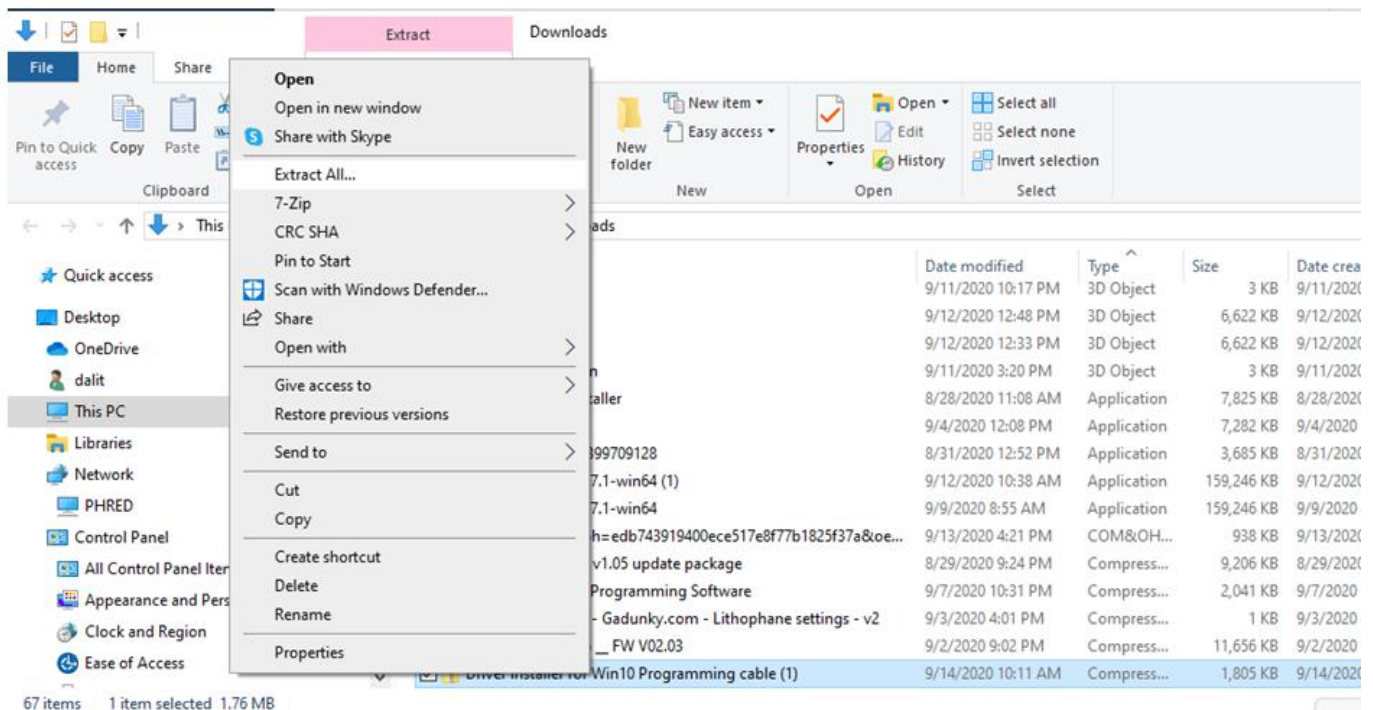 Extract Downloads
File Home Share
Pin to Quick access Copy Paste
Clipboard
New folder
New item
Easy access
New
Properties
Open
Edit
History
Open
Select all
Select none
Invert selection
Select
Open
Open in new window
Share with Skype
Extract All...
7-Zip
CRC SHA
Pin to Start
Scan with Windows Defender...
Share
Open with
Give access to
Restore previous versions
Send to
Cut
Copy
Create shortcut
Delete
Rename
Properties
This
ads
Quick access
Desktop
OneDrive
dalit
This PC
Libraries
Network
PHRED
Control Panel
All Control Panel Iter
Appearance and Pers
Clock and Region
Ease of Access
Date modified Type Size Date crea
9/11/2020 10:17 PM 3D Object 3 KB 9/11/2020
9/12/2020 12:48 PM 3D Object 6,622 KB 9/12/2020
9/12/2020 12:33 PM 3D Object 6,622 KB 9/12/2020
n 9/11/2020 3:20 PM 3D Object 3 KB 9/11/2020
taller 8/28/2020 11:08 AM Application 7,825 KB 8/28/2020
9/4/2020 12:08 PM Application 7,282 KB 9/4/2020
399709128 8/31/2020 12:52 PM Application 3,685 KB 8/31/2020
7.1-win64 (1) 9/12/2020 10:38 AM Application 159,246 KB 9/12/2020
7.1-win64 9/9/2020 8:55 AM Application 159,246 KB 9/9/2020
h=edb743919400ece517e8f77b1825f37a&oe... 9/13/2020 4:21 PM COM&OH... 938 KB 9/13/2020
v1.05 update package 8/29/2020 9:24 PM Compress... 9,206 KB 8/29/2020
Programming Software 9/7/2020 10:31 PM Compress... 2,041 KB 9/7/2020
- Gadunky.com - Lithophane settings - v2 9/3/2020 4:01 PM Compress... 1 KB 9/3/2020
_ FW V02.03 9/2/2020 9:02 PM Compress... 11,656 KB 9/2/2020
Driver Installer for Win10 Programming cable (1) 9/14/2020 10:11 AM Compress... 1,805 KB 9/14/2020
67 items 1 item selected 1.76 MB